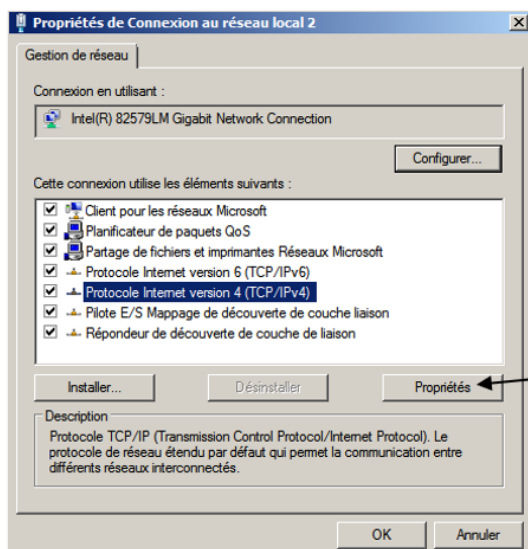 Propriétés de Connexion au réseau local 2
Gestion de réseau
Connexion en utilisant :
Intel(R) 82579LM Gigabit Network Connection
Configurer...
Cette connexion utilise les éléments suivants :
Client pour les réseaux Microsoft
Planificateur de paquets QoS
Partage de fichiers et imprimantes Réseaux Microsoft
Protocole Internet version 6 (TCP/IPv6)
Protocole Internet version 4 (TCP/IPv4)
Pilote E/S Mappage de découverte de couche liaison
Répondeur de découverte de couche de liaison
Installer...
Désinstaller
Propriétés
Description
Protocole TCP/IP (Transmission Control Protocol/Internet Protocol). Le
protocole de réseau étendu par défaut qui permet la communication entre
différents réseaux interconnectés.
OK
Annuler